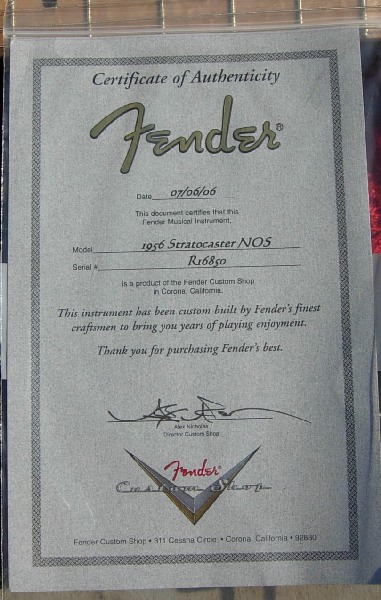 Certificate of Authenticity
Fender®
Date 07/06/06
This document certifies that this
Fender Musical Instrument,
Model 1956 Stratocaster NOS
Serial # R16850
is a product of the Fender Custom Shop
in Corona, California.
This instrument has been custom built by Fender's finest
craftsmen to bring you years of playing enjoyment.
Thank you for purchasing Fender's best.
Alex Nicholas
Director Custom Shop
Fender®
Custom Shop
Fender Custom Shop • 311 Cessna Circle • Corona, California • 92880